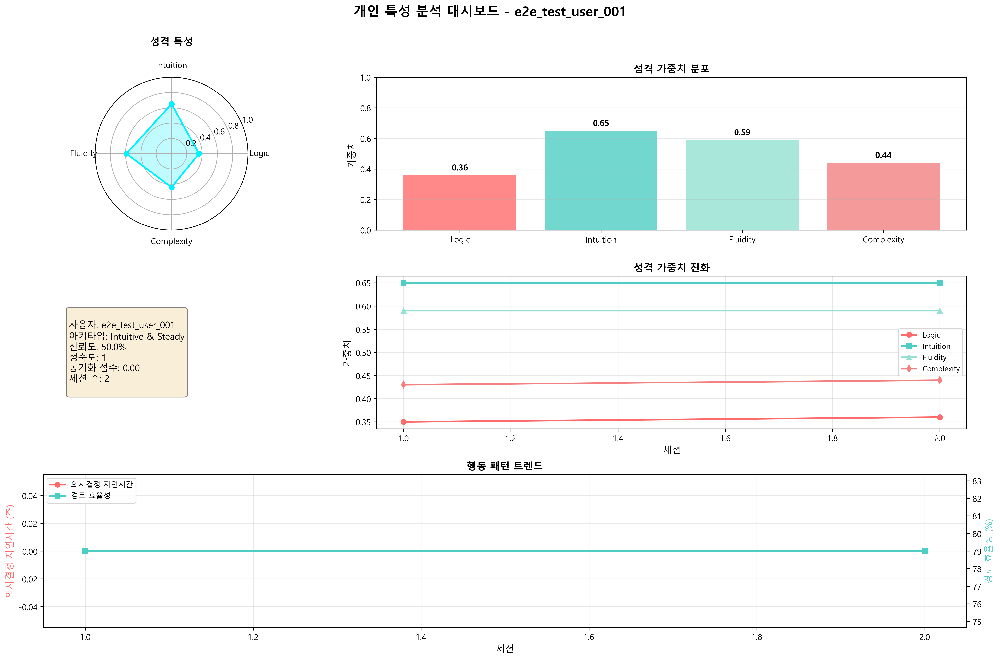 개인 특성 분석 대시보드 - e2e_test_user_001
성격 특성
Intuition
Logic
Fluidity
Complexity
0.2
0.4
0.6
0.8
1.0
성격 가중치 분포
가중치
1.0
0.8
0.6
0.4
0.2
0.0
0.36
0.65
0.59
0.44
Logic
Intuition
Fluidity
Complexity
사용자: e2e_test_user_001
아키타입: Intuitive & Steady
신뢰도: 50.0%
성숙도: 1
동기화 점수: 0.00
세션 수: 2
성격 가중치 진화
가중치
0.65
0.60
0.55
0.50
0.45
0.40
0.35
Logic
Intuition
Fluidity
Complexity
1.0
1.2
1.4
1.6
1.8
2.0
세션
행동 패턴 트렌드
의사결정 지연시간
경로 효율성
의사결정 지연시간 (초)
0.04
0.02
0.00
-0.02
-0.04
경로 효율성 (%)
83
82
81
80
79
78
77
76
75
1.0
1.2
1.4
1.6
1.8
2.0
세션